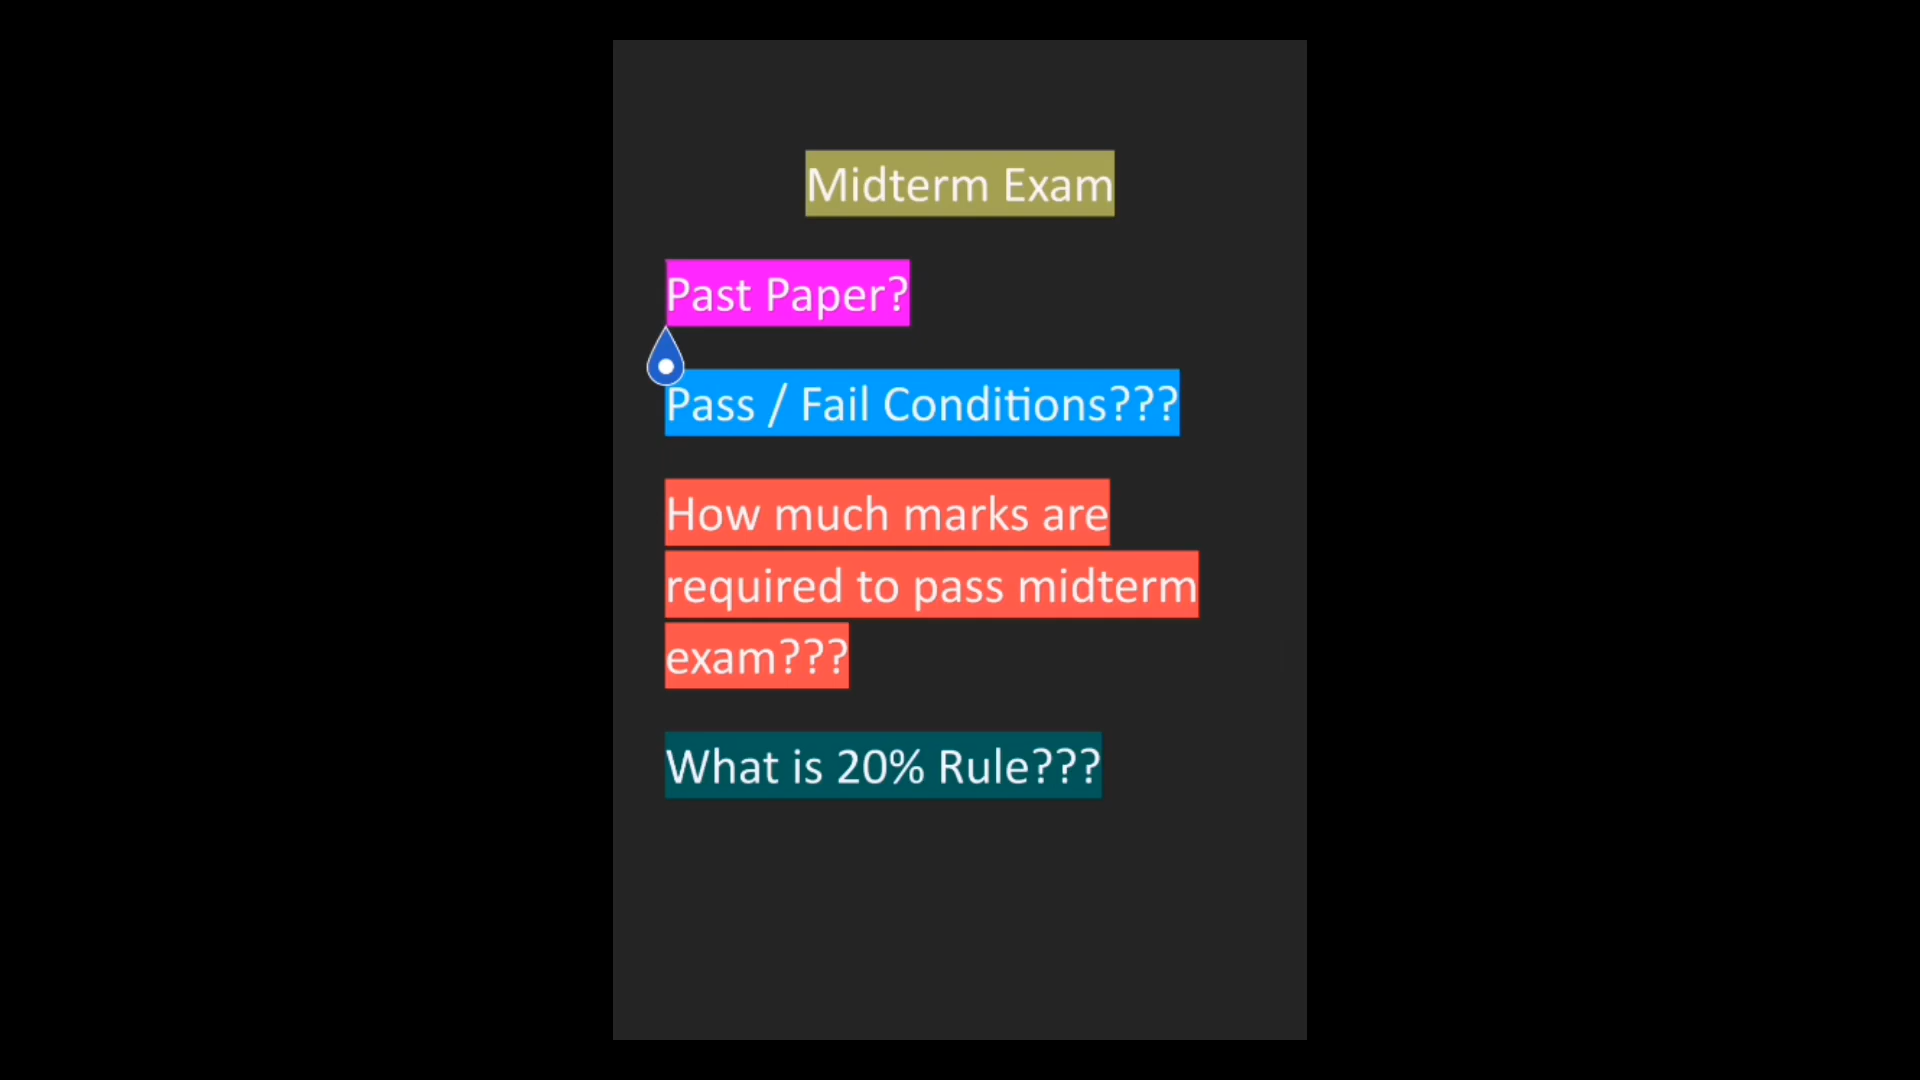 Midterm Exam
Past Paper?
Pass / Fail Conditions???
How much marks are
required to pass midterm
exam???
What is 20% Rule???